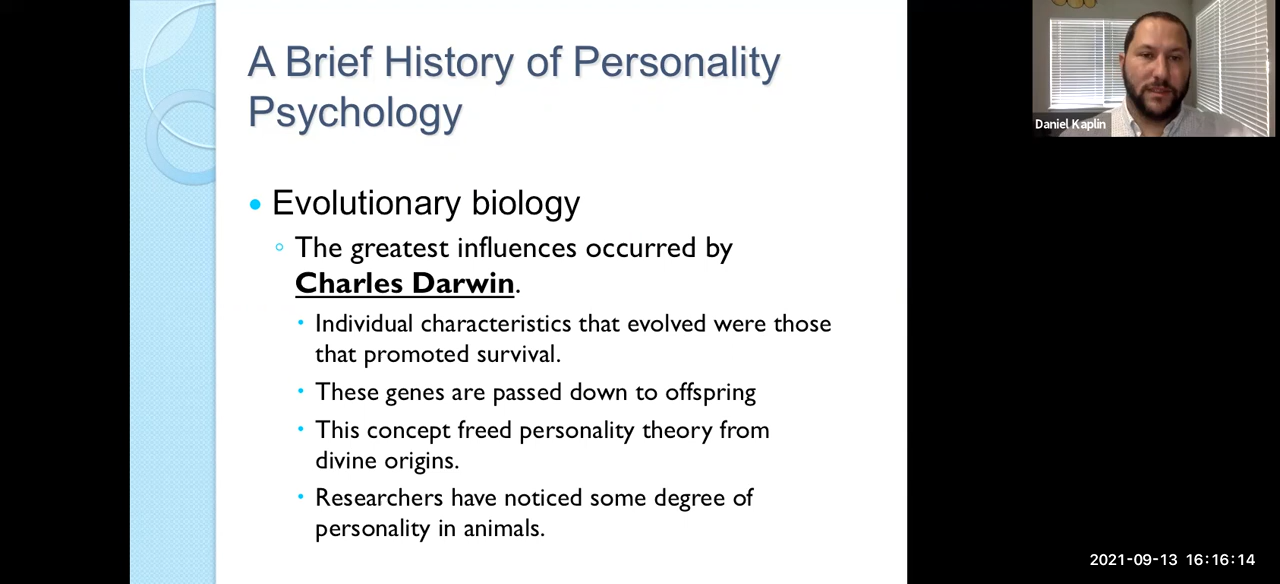 A Brief History of Personality
Psychology
Evolutionary biology
The greatest influences occurred by
Charles Darwin.
Individual characteristics that evolved were those
that promoted survival.
These genes are passed down to offspring
This concept freed personality theory from
divine origins.
Researchers have noticed some degree of
personality in animals.
Daniel Kaplin
2021-09-13 16:16:14